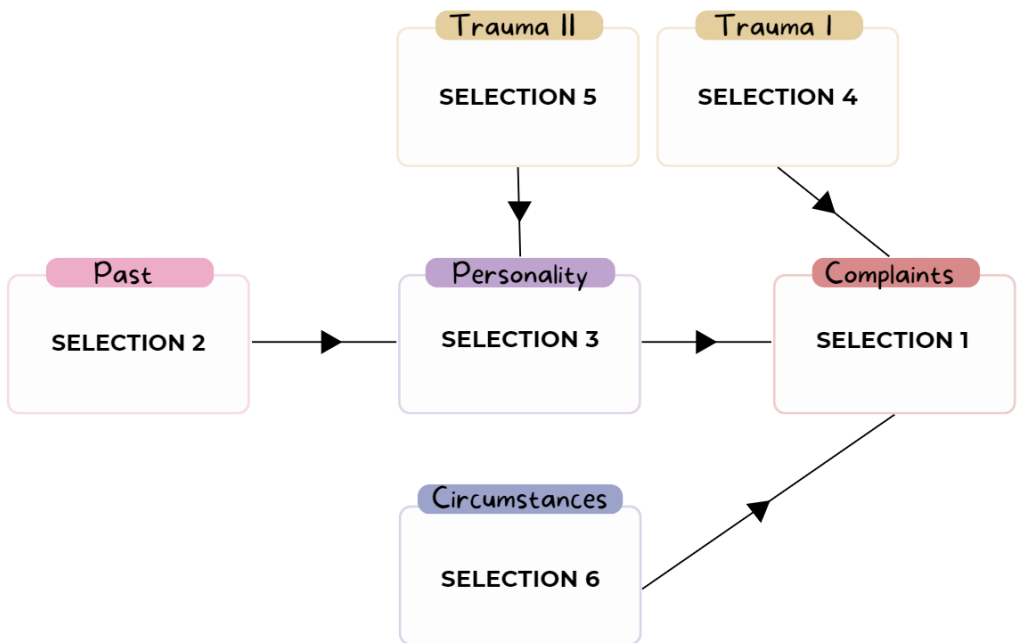 Trauma II
SELECTION 5
Trauma I
SELECTION 4
Past
SELECTION 2
Personality
SELECTION 3
Complaints
SELECTION 1
Circumstances
SELECTION 6